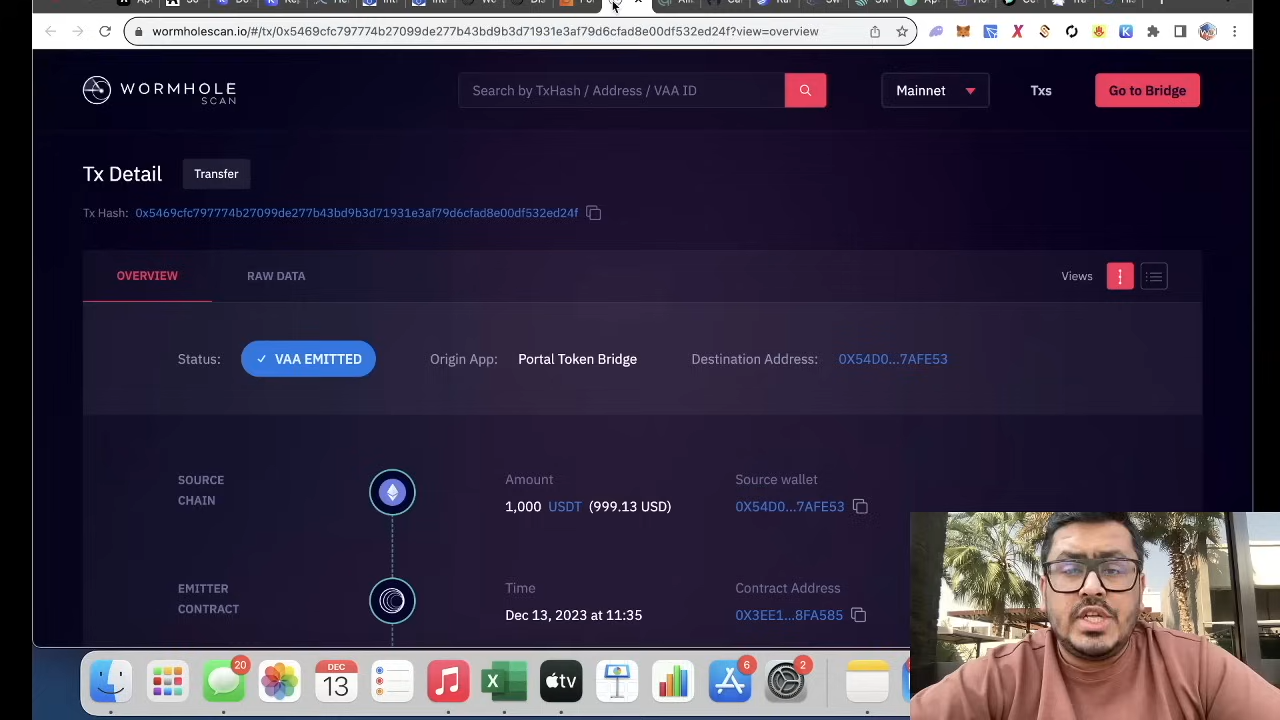 wormholescan.io/#/tx/0x5469cfc797774b27099de277b43bd9b3d71931e3af79d6cfad8e00df532ed24f?view=overview
WORMHOLE
SCAN
Search by TxHash / Address / VAA ID
Mainnet
Txs
Go to Bridge
Tx Detail
Transfer
Tx Hash: 0x5469cfc797774b27099de277b43bd9b3d71931e3af79d6cfad8e00df532ed24f
OVERVIEW
RAW DATA
Views
Status: ✓ VAA EMITTED
Origin App: Portal Token Bridge
Destination Address: 0X54D0...7AFE53
SOURCE
CHAIN
Amount
1,000 USDT (999.13 USD)
Source wallet
0X54D0...7AFE53
EMITTER
CONTRACT
Time
Dec 13, 2023 at 11:35
Contract Address
0X3EE1...8FA585
20
DEC
13
tv
6
2